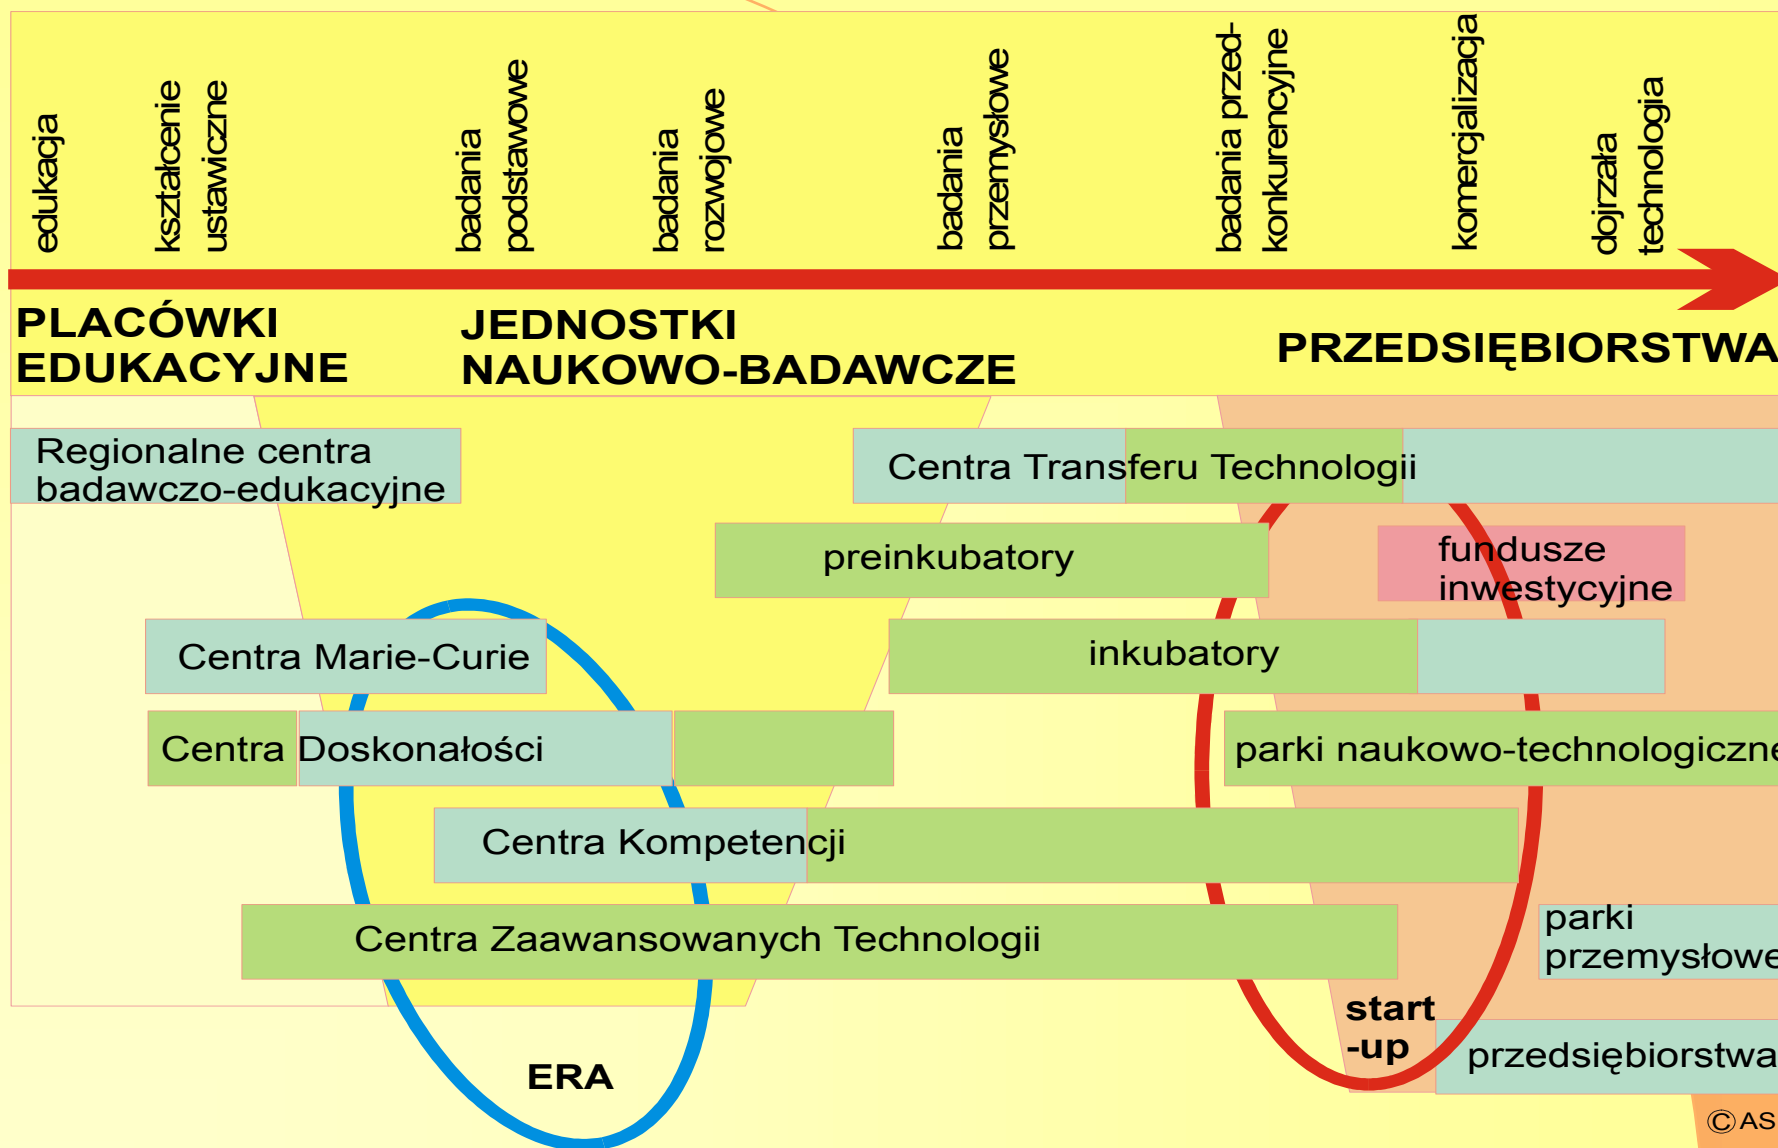 edukacja
kształcenie
ustawiczne
badania
podstawowe
badania
rozwojowe
badania
przemysłowe
badania przed-
konkurencyjne
komercjalizacja
dojrzała
technologia
PLACÓWKI
EDUKACYJNE
JEDNOSTKI
NAUKOWO-BADAWCZE
PRZEDSIĘBIORSTWA
Regionalne centra
badawczo-edukacyjne
Centra Transferu Technologii
preinkubatory
fundusze
inwestycyjne
Centra Marie-Curie
inkubatory
Centra Doskonałości
parki naukowo-technologiczne
Centra Kompetencji
Centra Zaawansowanych Technologii
parki
przemysłowe
start
-up
przedsiębiorstwa
ERA
© AS